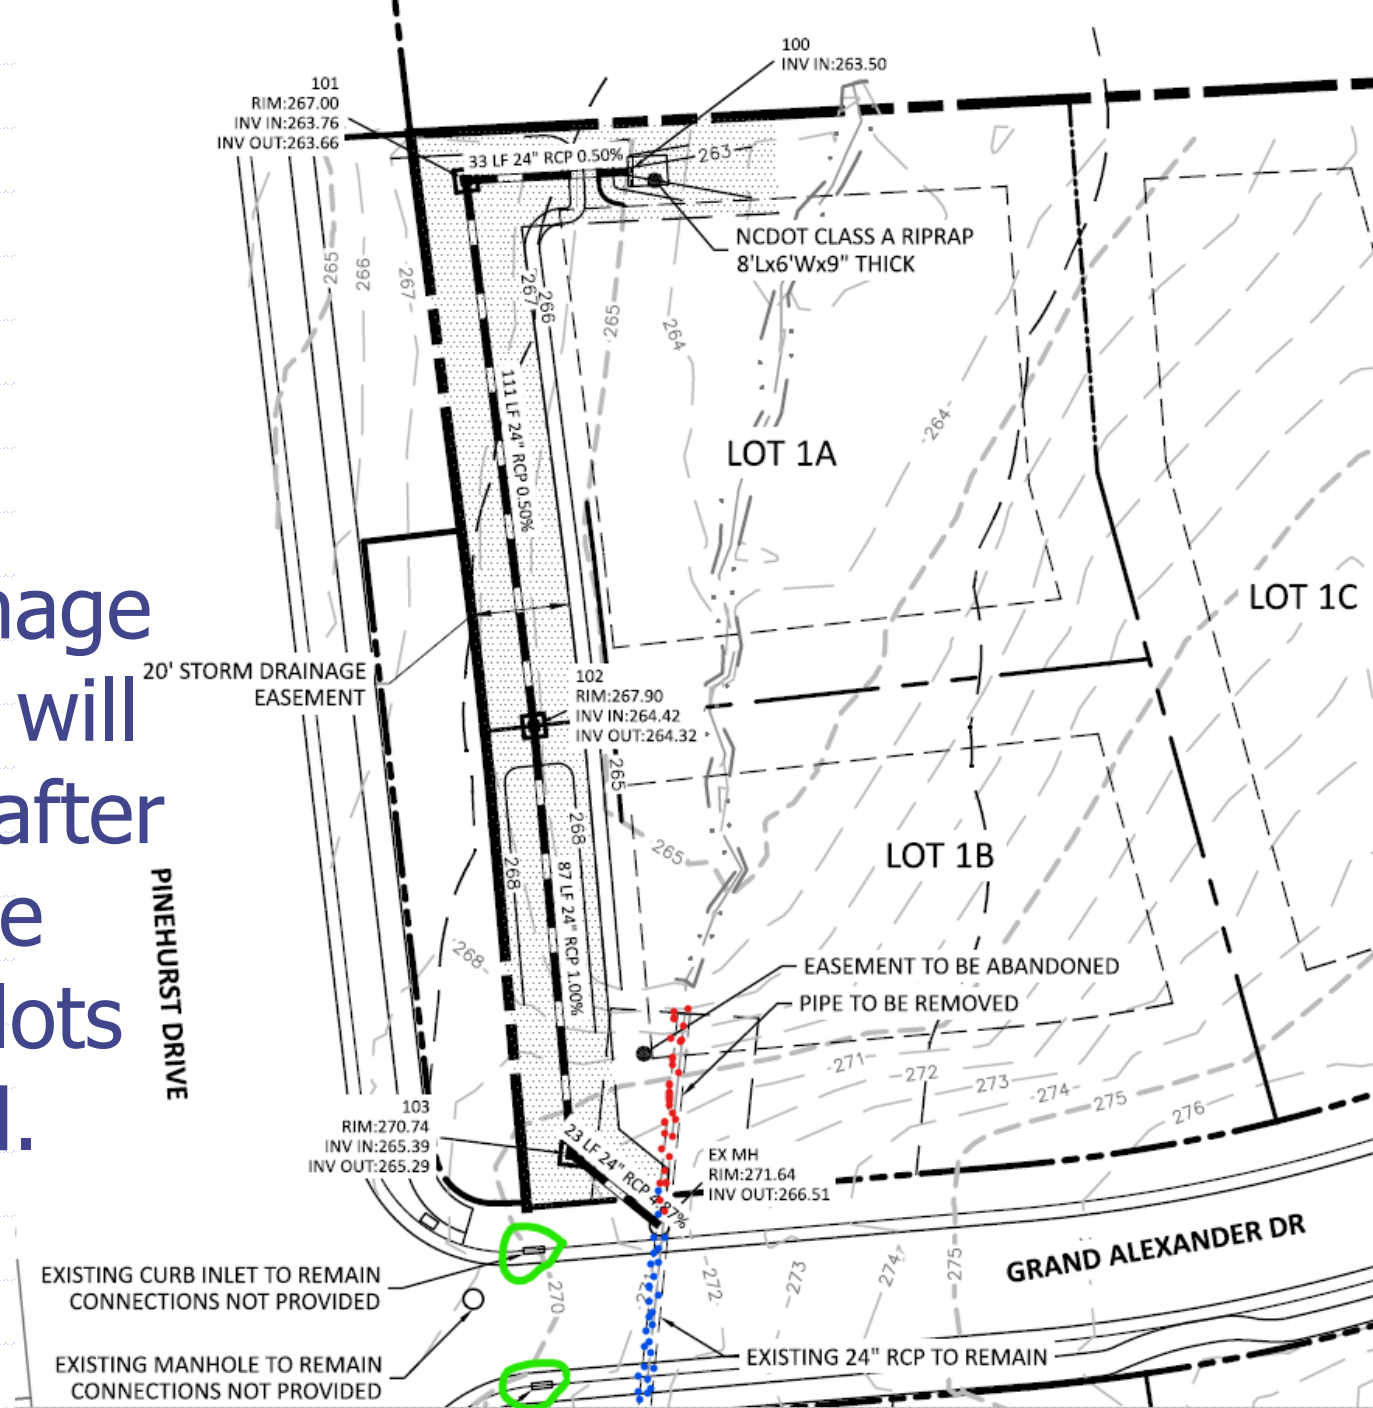 100
INV IN:263.50
101
RIM:267.00
INV IN:263.76
INV OUT:263.66
33 LF 24" RCP 0.50%
263
NCDOT CLASS A RIPRAP
8'Lx6'Wx9" THICK
265
266
267
267
266
265
264
111 LF 24" RCP 0.50%
264
LOT 1A
LOT 1C
nage
will
after
e
lots
20' STORM DRAINAGE
EASEMENT
102
RIM:267.90
INV IN:264.42
INV OUT:264.32
265
265
268
268
87 LF 24" RCP 1.00%
LOT 1B
PINEHURST DRIVE
268
EASEMENT TO BE ABANDONED
PIPE TO BE REMOVED
271
272
273
274
275
276
103
RIM:270.74
INV IN:265.39
INV OUT:265.29
23 LF 24" RCP 4.87%
EX MH
RIM:271.64
INV OUT:266.51
GRAND ALEXANDER DR
EXISTING CURB INLET TO REMAIN
CONNECTIONS NOT PROVIDED
270
271
272
273
274
275
EXISTING 24" RCP TO REMAIN
EXISTING MANHOLE TO REMAIN
CONNECTIONS NOT PROVIDED